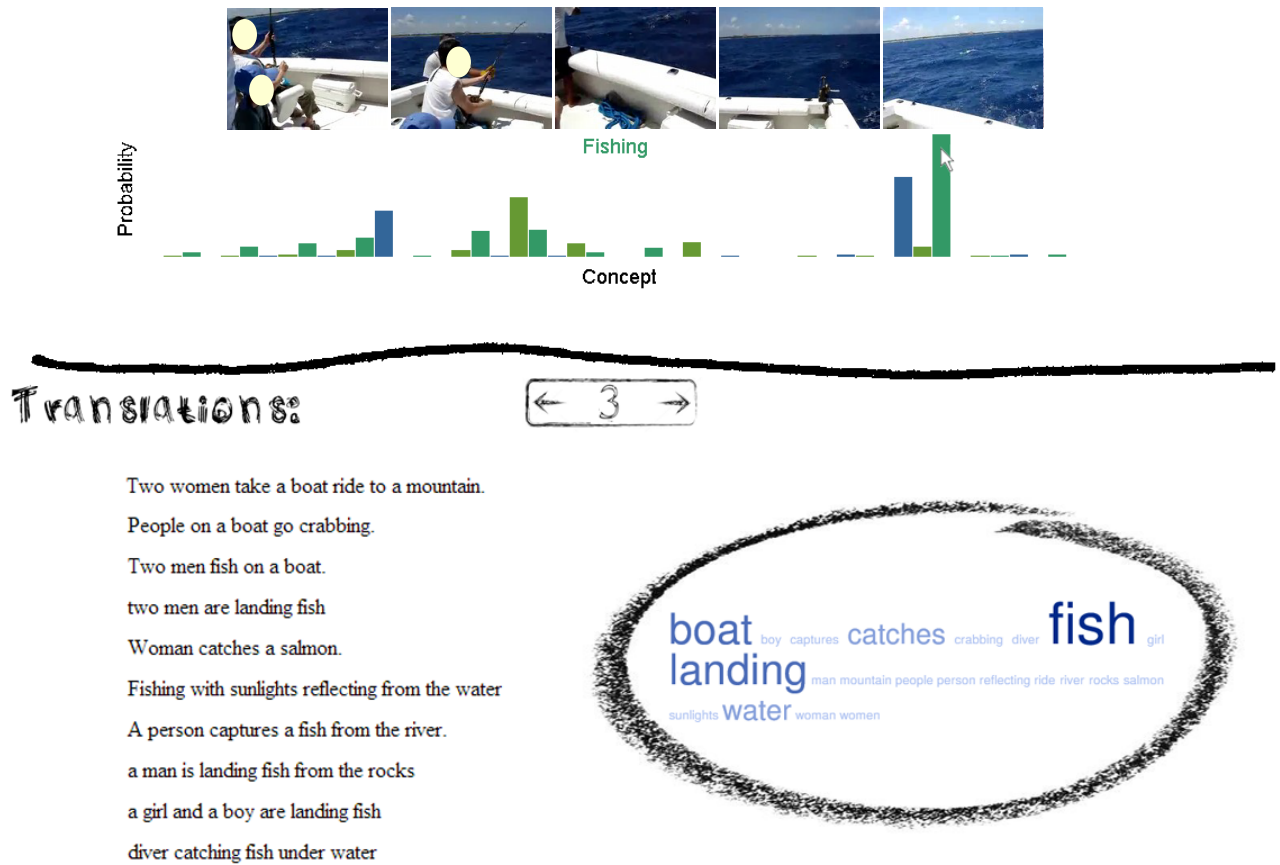 Fishing
Probability
Concept
Translations:
3
Two women take a boat ride to a mountain.
People on a boat go crabbing.
Two men fish on a boat.
two men are landing fish
Woman catches a salmon.
Fishing with sunlights reflecting from the water
A person captures a fish from the river.
a man is landing fish from the rocks
a girl and a boy are landing fish
diver catching fish under water
boat boy captures catches crabbing diver fish girl
landing man mountain people person reflecting ride river rocks salmon
sunlights water woman women